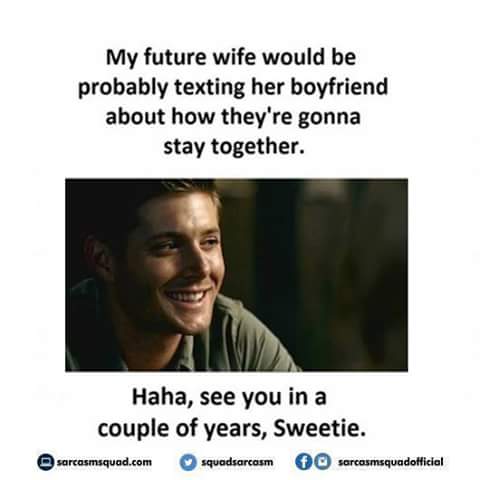 My future wife would be
probably texting her boyfriend
about how they're gonna
stay together.
Haha, see you in a
couple of years, Sweetie.
sarcasmsquad.com squadsarcasm sarcasmsquadofficial